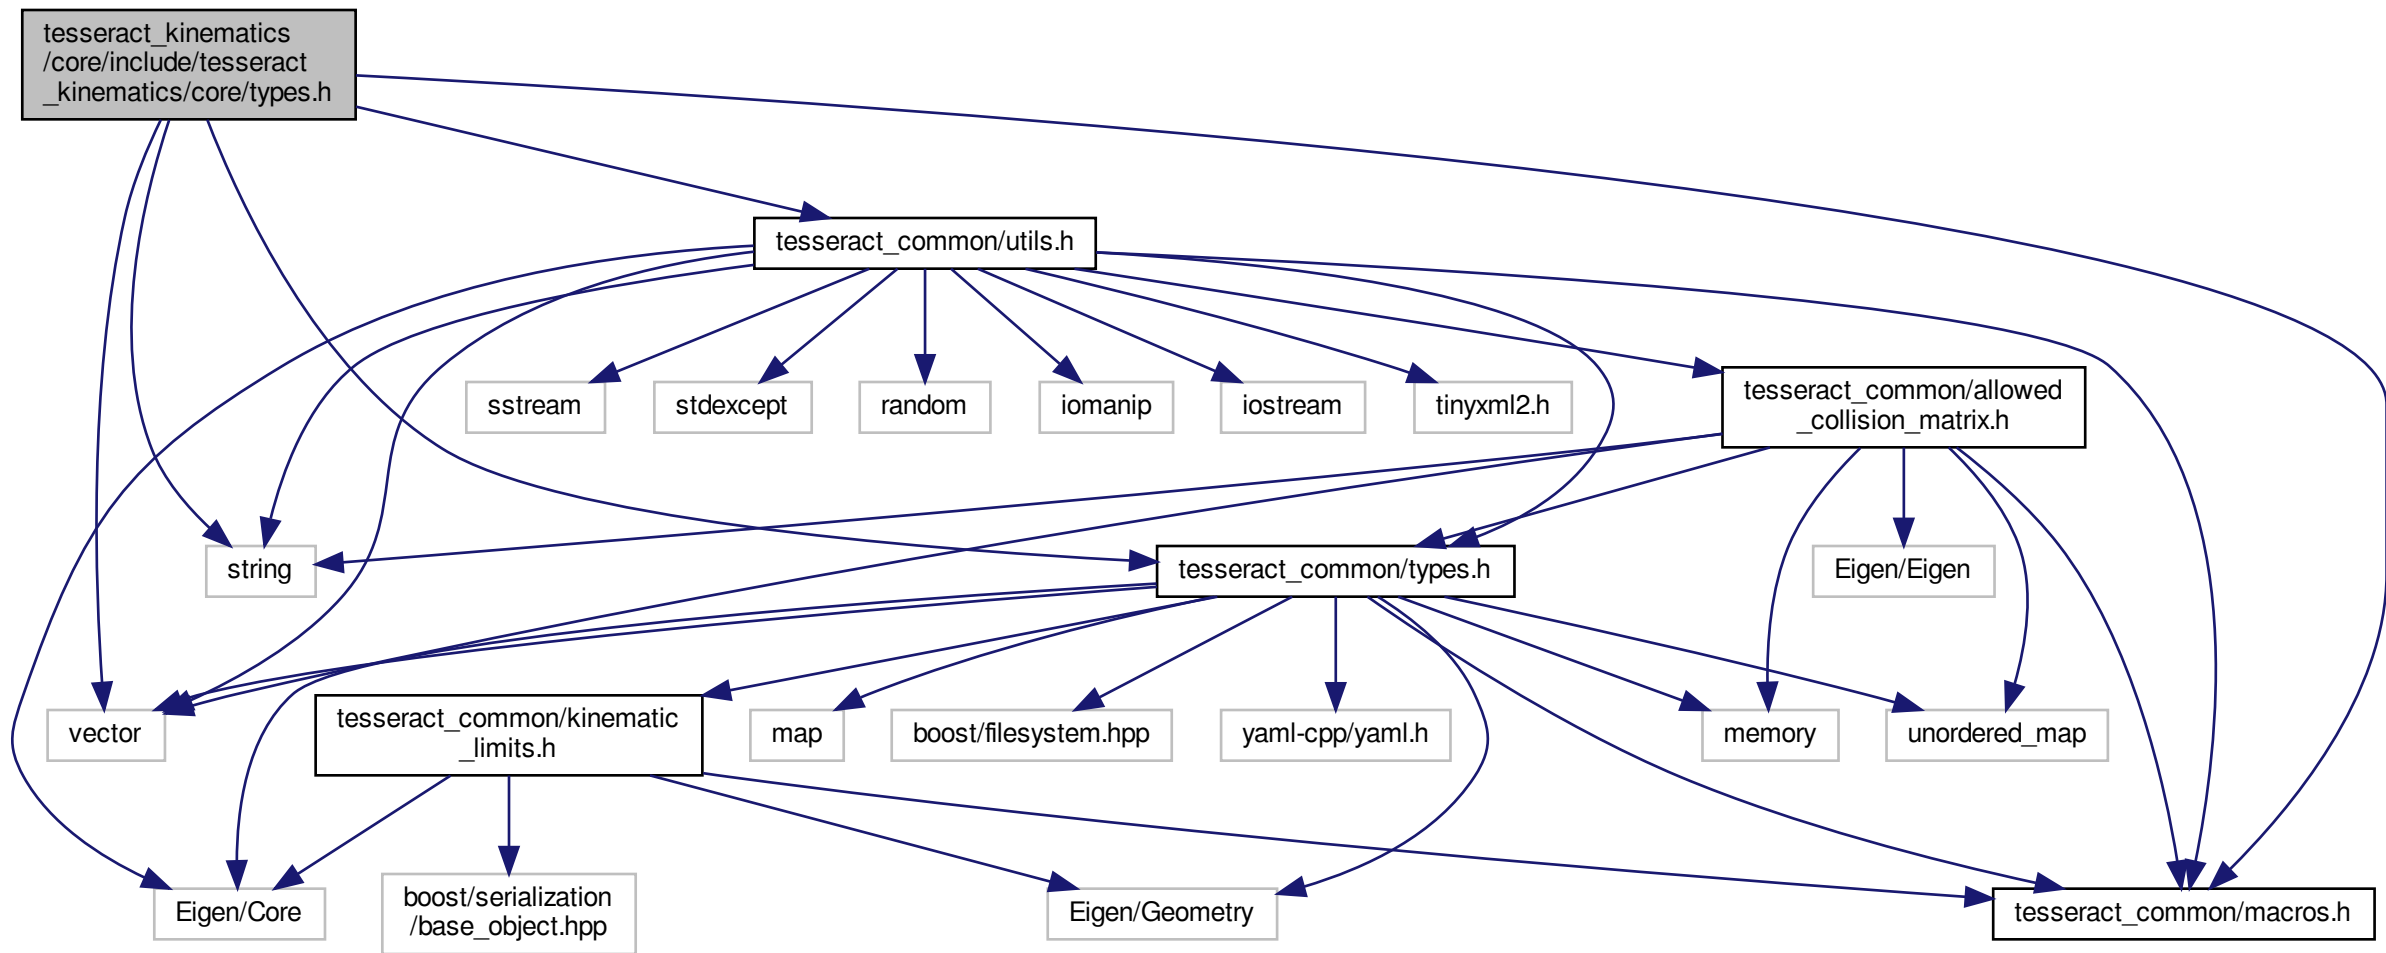 tesseract_kinematics
/core/include/tesseract
_kinematics/core/types.h
tesseract_common/utils.h
sstream
stdexcept
random
iomanip
iostream
tinyxml2.h
tesseract_common/allowed
_collision_matrix.h
string
tesseract_common/types.h
Eigen/Eigen
vector
tesseract_common/kinematic
_limits.h
map
boost/filesystem.hpp
yaml-cpp/yaml.h
memory
unordered_map
Eigen/Core
boost/serialization
/base_object.hpp
Eigen/Geometry
tesseract_common/macros.h